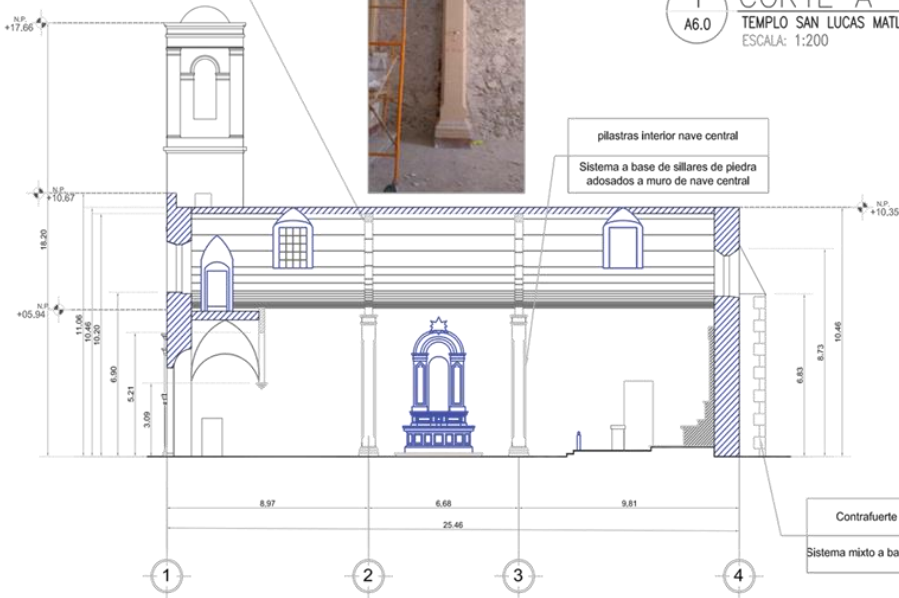 1
A6.0
CORTE A
TEMPLO SAN LUCAS
ESCALA: 1:200
N.P.
+17.66
pilastras interior nave central
Sistema a base de sillares de piedra
adosados a muro de nave central
N.P.
+10.67
N.P.
+10.35
N.P.
+05.94
18.20
11.06
10.46
10.20
6.90
5.21
3.09
6.83
8.73
10.46
8.97
6.68
9.81
25.46
Contrafuerte
Sistema mixto a
1
2
3
4